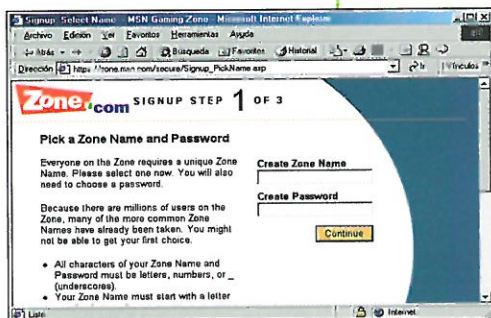 Signup Select Name - MSN Gaming Zone - Microsoft Internet Explorer
Archivo Edición Ver Favoritos Herramientas Ayuda
Atrás Búsqueda Favoritos Historial
Dirección https://zone.msn.com/secure/Signup_PickName.asp Ir Vínculos
Zone.com SIGNUP STEP 1 OF 3
Pick a Zone Name and Password
Everyone on the Zone requires a unique Zone
Name. Please select one now. You will also
need to choose a password.
Because there are millions of users on the
Zone, many of the more common Zone
Names have already been taken. You might
not be able to get your first choice.
• All characters of your Zone Name and
Password must be letters, numbers, or _
(underscores).
• Your Zone Name must start with a letter
Create Zone Name
Create Password
Continue
Listo Internet